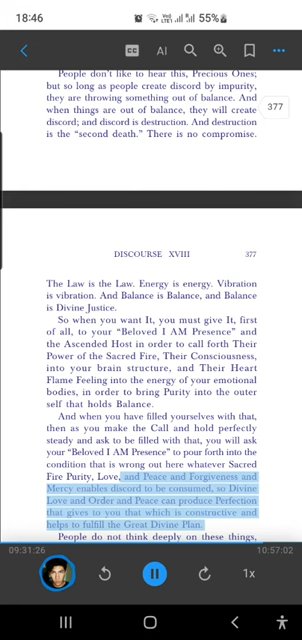 18:46
55%
CC AI
People don't like to hear this, Precious Ones;
but so long as people create discord by impurity,
they are throwing something out of balance. And
when things are out of balance, they will create
discord; and discord is destruction. And destruction
is the “second death.” There is no compromise.
377
DISCOURSE XVIII 377
The Law is the Law. Energy is energy. Vibration
is vibration. And Balance is Balance, and Balance
is Divine Justice.
So when you want It, you must give It, first
of all, to your “Beloved I AM Presence” and
the Ascended Host in order to call forth Their
Power of the Sacred Fire, Their Consciousness,
into your brain structure, and Their Heart
Flame Feeling into the energy of your emotional
bodies, in order to bring Purity into the outer
self that holds Balance.
And when you have filled yourselves with that,
then as you make the Call and hold perfectly
steady and ask to be filled with that, you will ask
your “Beloved I AM Presence” to pour forth into the
condition that is wrong out here whatever Sacred
Fire Purity, Love, and Peace and Forgiveness and
Mercy enables discord to be consumed, so Divine
Love and Order and Peace can produce Perfection
that gives to you that which is constructive and
helps to fulfill the Great Divine Plan.
People do not think deeply on these things,
09:31:26 10:57:02
1x